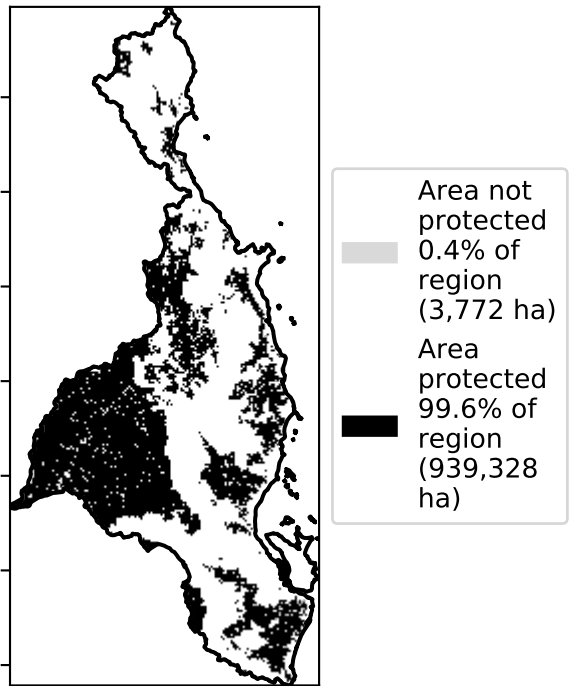 Area not
protected
0.4% of
region
(3,772 ha)
Area
protected
99.6% of
region
(939,328
ha)